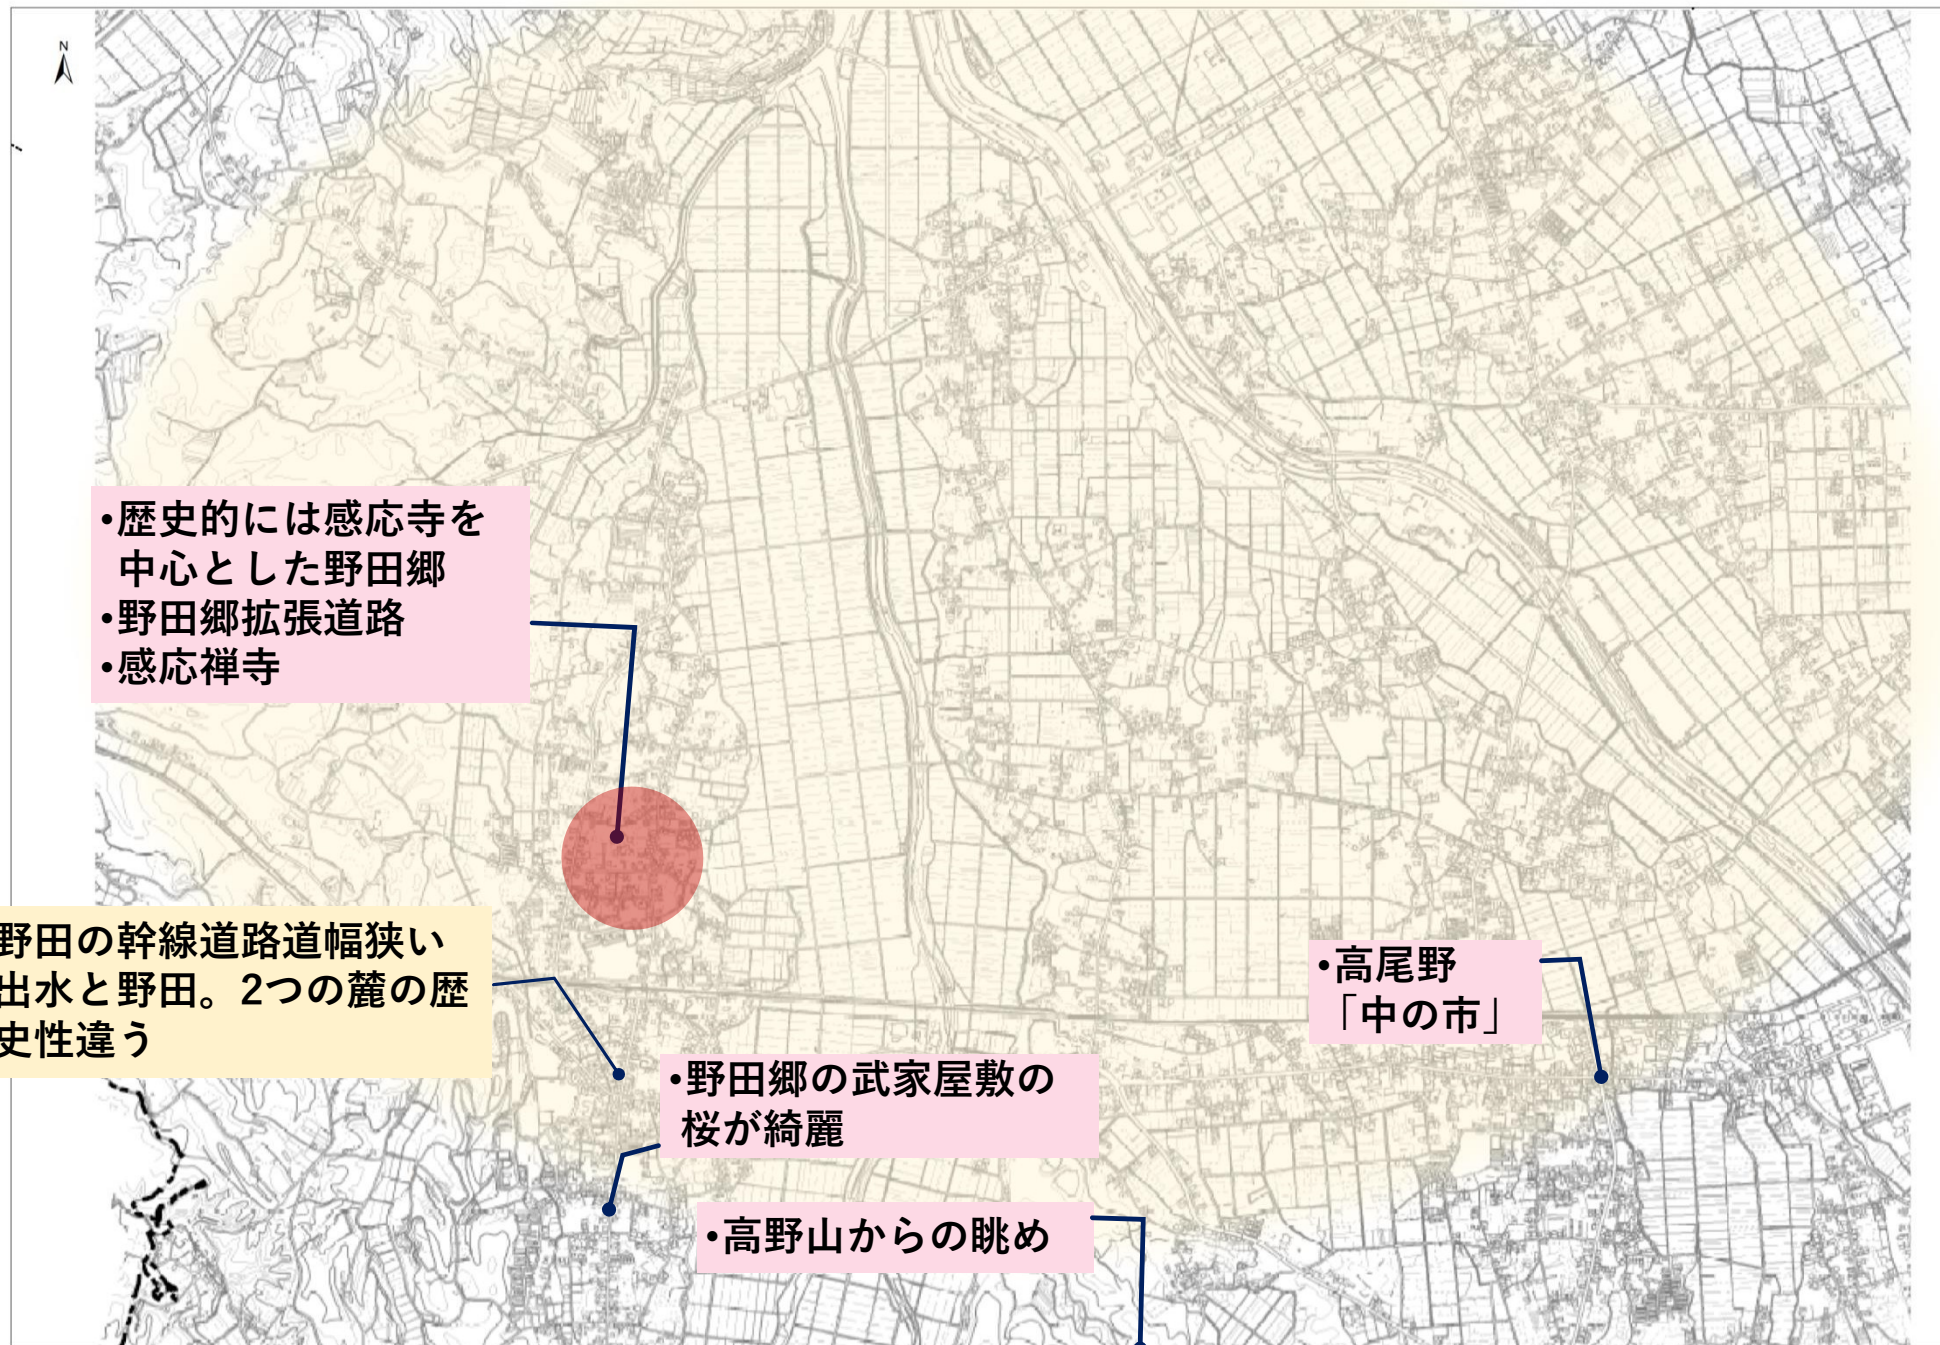 N
•歴史的には感応寺を
中心とした野田郷
•野田郷拡張道路
•感応禅寺
野田の幹線道路道幅狭い
出水と野田。2つの麓の歴
史性違う
•高尾野
「中の市」
•野田郷の武家屋敷の
桜が綺麗
•高野山からの眺め